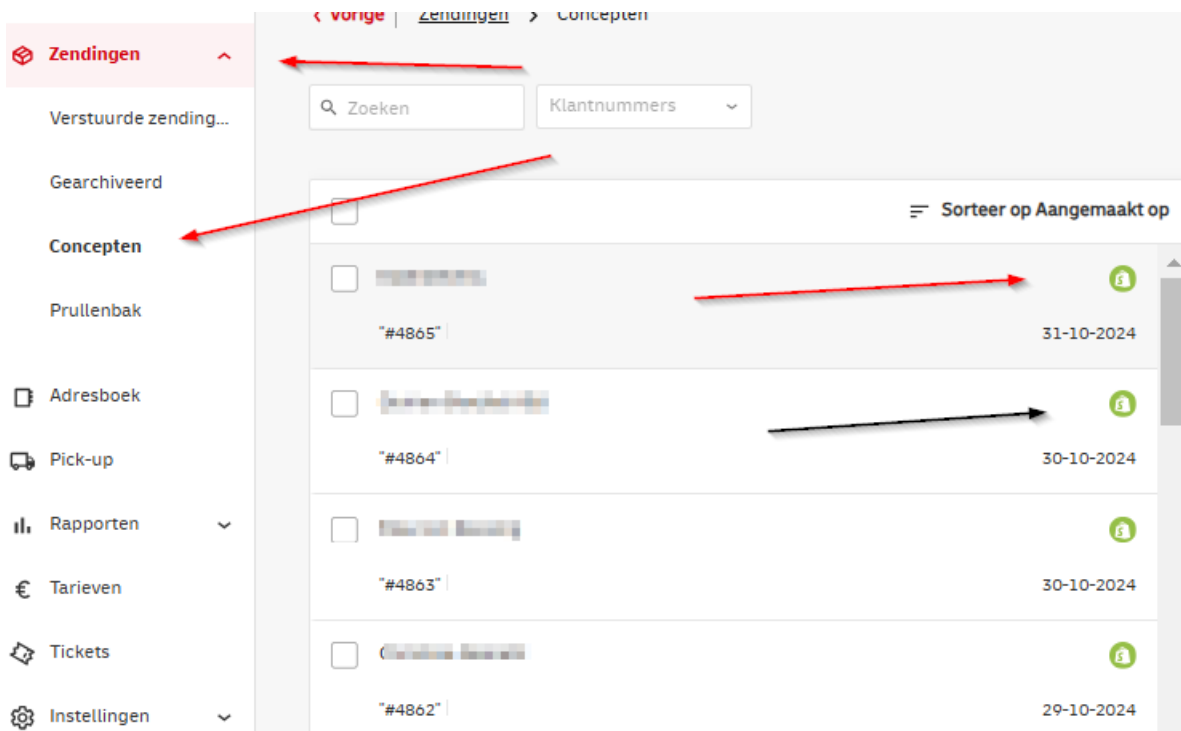 Vorige | Zendingen > Concepten
Zendingen
Zoeken
Klantnummers
Verstuurde zending...
Gearchiveerd
Concepten
Prullenbak
Adresboek
Pick-up
Rapporten
Tarieven
Tickets
Instellingen
Sorteer op Aangemaakt op
"#4865"
31-10-2024
"#4864"
30-10-2024
"#4863"
30-10-2024
"#4862"
29-10-2024